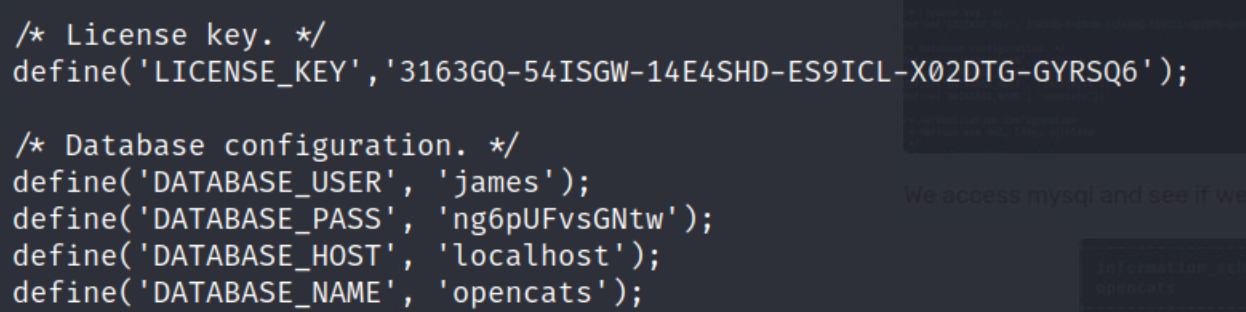 /* License key. */
define('LICENSE_KEY','3163GQ-54ISGW-14E4SHD-ES9ICL-X02DTG-GYRSQ6');
/* Database configuration. */
define('DATABASE_USER', 'james');
define('DATABASE_PASS', 'ng6pUFvsGNtw');
define('DATABASE_HOST', 'localhost');
define('DATABASE_NAME', 'opencats');
We access mysql and see if we
information_sch
opencats